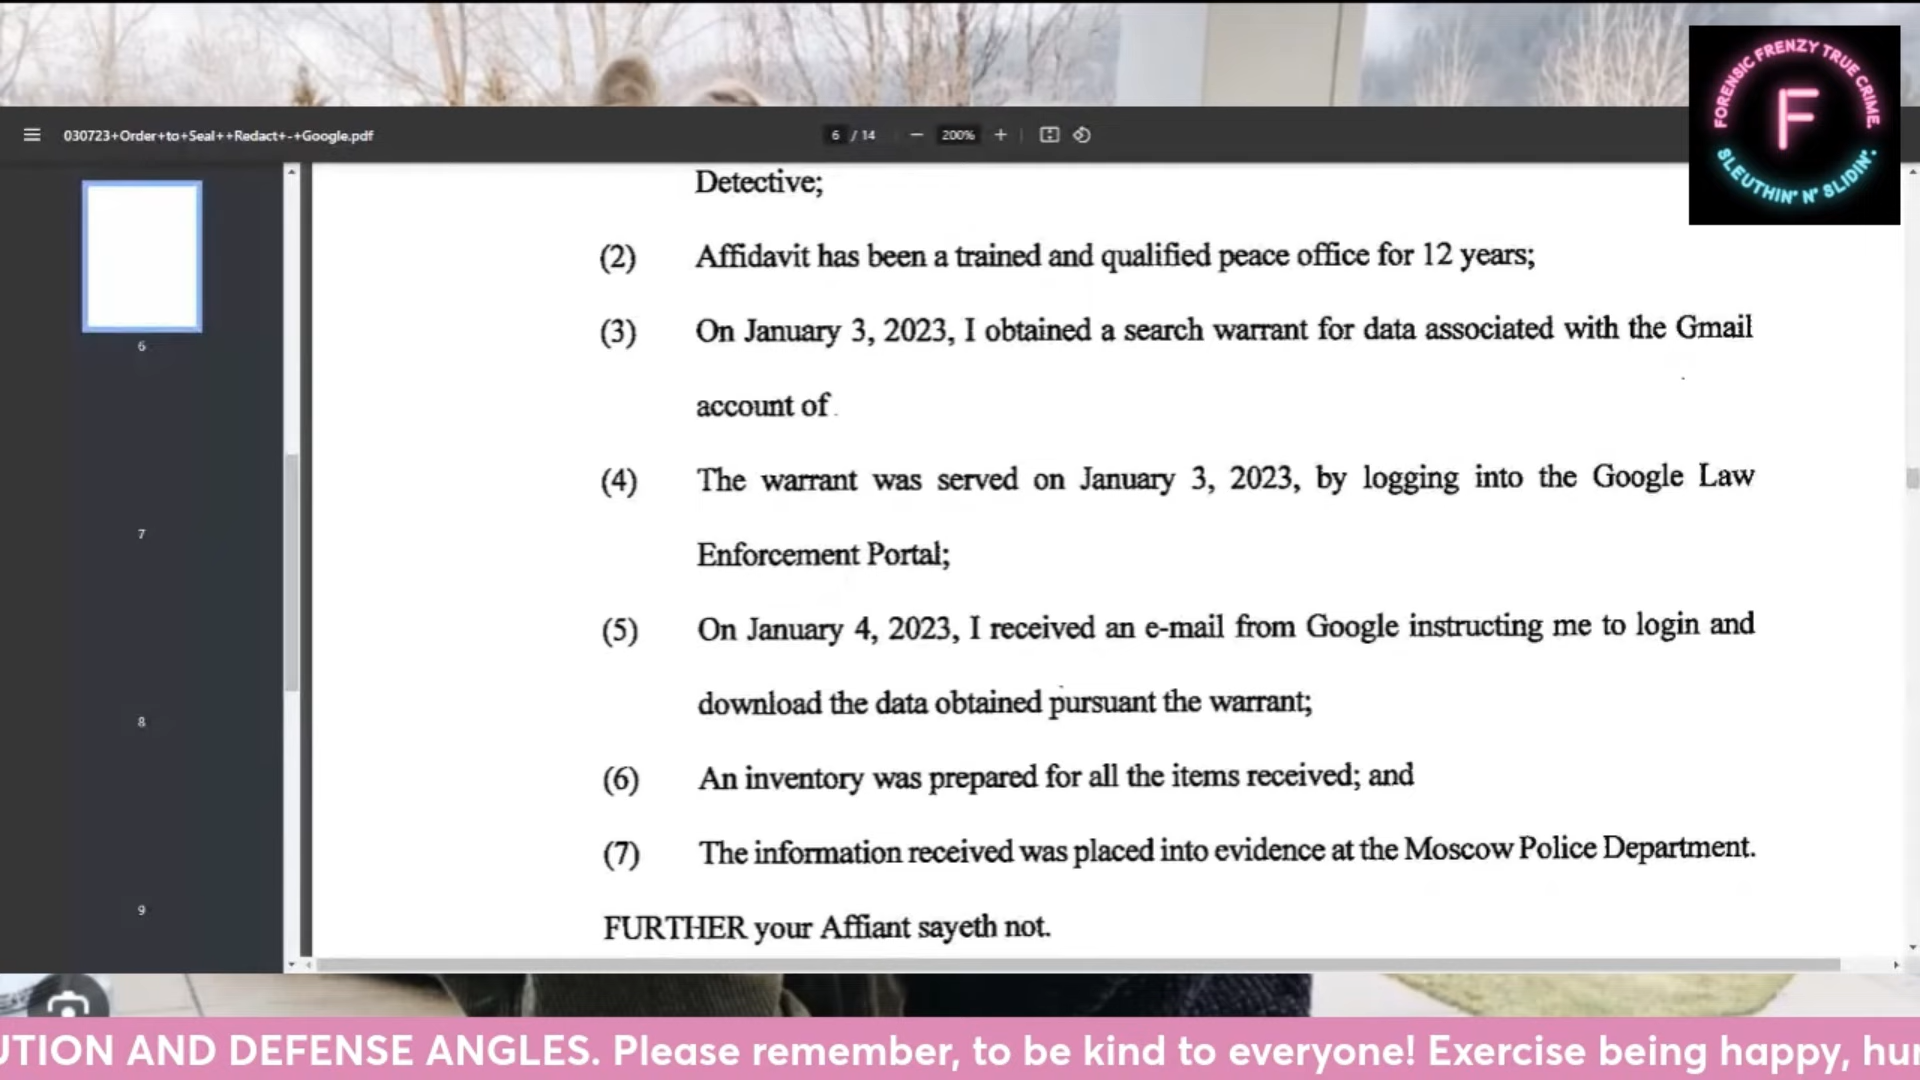 FORENSIC FRENZY TRUE CRIME.
F
SLEUTHIN' N' SLIDIN'.
030723+Order+to+Seal++Redact+-+Google.pdf
6 / 14
200%
6
7
8
9
Detective;
(2) Affidavit has been a trained and qualified peace office for 12 years;
(3) On January 3, 2023, I obtained a search warrant for data associated with the Gmail
account of
(4) The warrant was served on January 3, 2023, by logging into the Google Law
Enforcement Portal;
(5) On January 4, 2023, I received an e-mail from Google instructing me to login and
download the data obtained pursuant the warrant;
(6) An inventory was prepared for all the items received; and
(7) The information received was placed into evidence at the Moscow Police Department.
FURTHER your Affiant sayeth not.
UTION AND DEFENSE ANGLES. Please remember, to be kind to everyone! Exercise being happy, hu